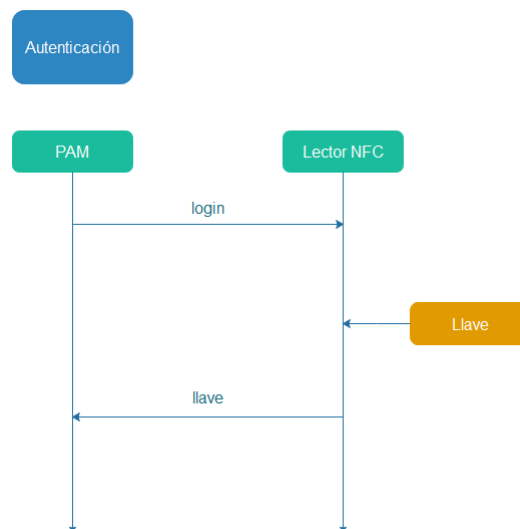 Autenticación
PAM
Lector NFC
login
Llave
llave